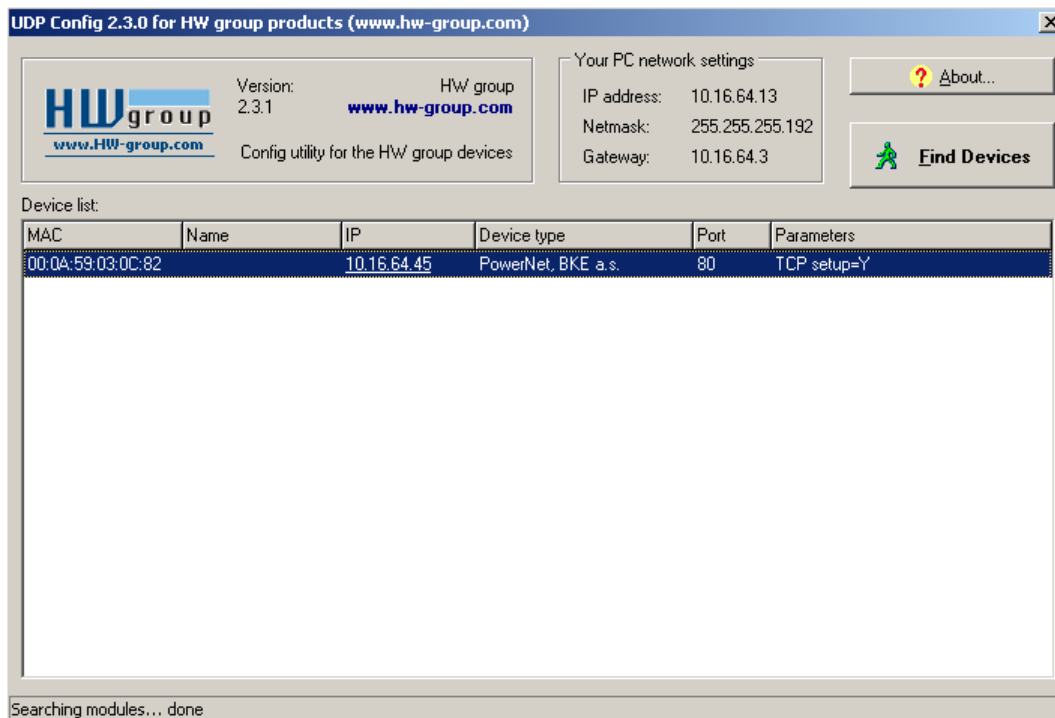 UDP Config 2.3.0 for HW group products (www.hw-group.com)
HW group
www.HW-group.com
Version: HW group
2.3.1 www.hw-group.com
Config utility for the HW group devices
Your PC network settings
IP address: 10.16.64.13
Netmask: 255.255.255.192
Gateway: 10.16.64.3
? About...
Find Devices
Device list:
MAC Name IP Device type Port Parameters
00:0A:59:03:0C:82 10.16.64.45 PowerNet, BKE a.s. 80 TCP setup=Y
Searching modules... done